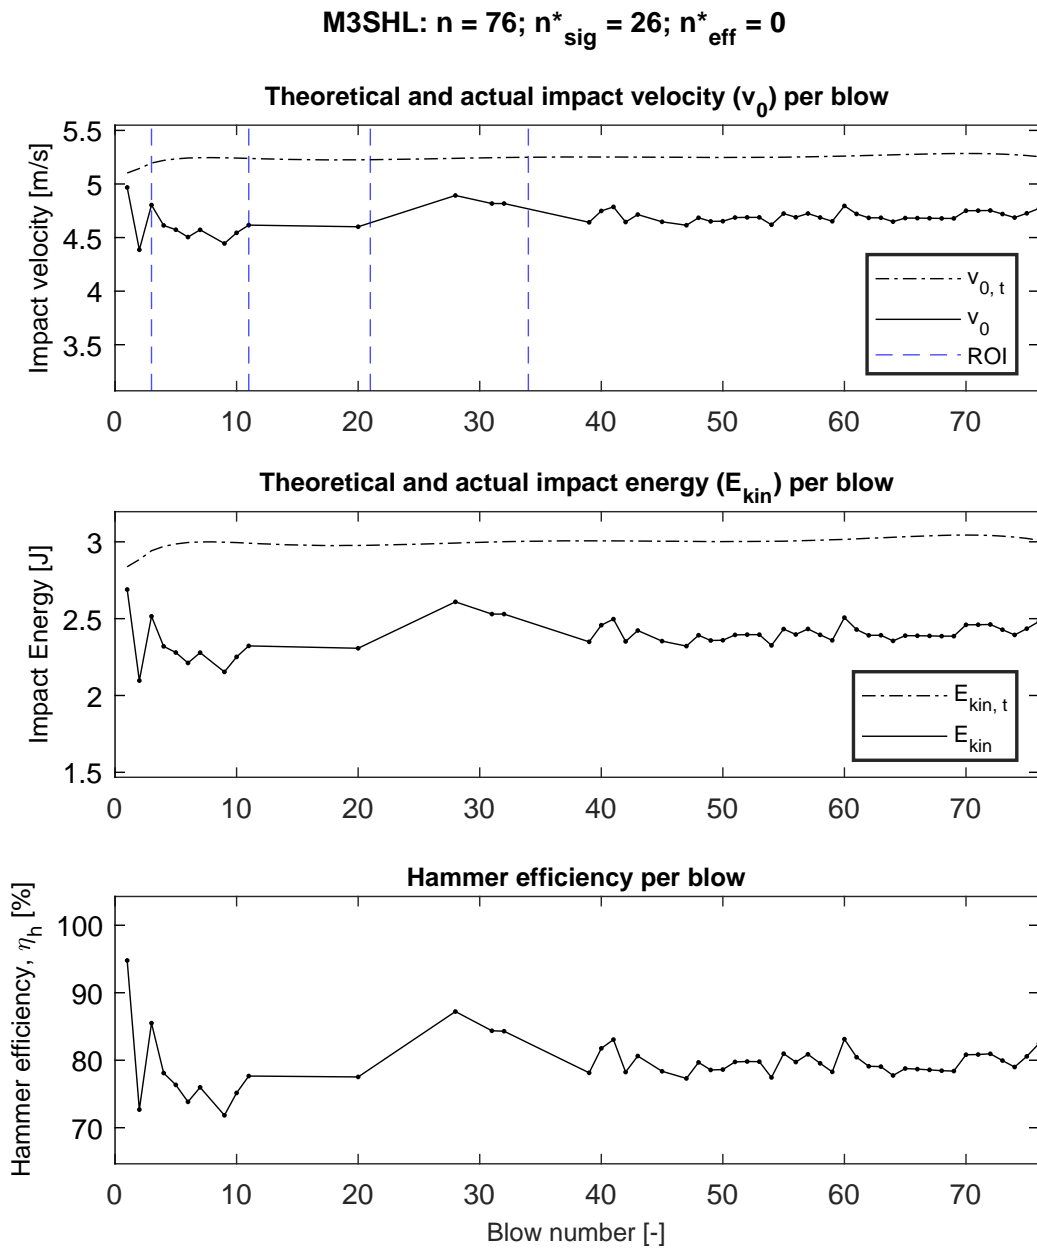 M3SHL: n = 76; n*sig = 26; n*eff = 0
Theoretical and actual impact velocity (v0) per blow
Impact velocity [m/s]
5.5
5
4.5
4
3.5
v0, t
v0
ROI
0 10 20 30 40 50 60 70
Theoretical and actual impact energy (Ekin) per blow
Impact Energy [J]
3
2.5
2
1.5
Ekin, t
Ekin
0 10 20 30 40 50 60 70
Hammer efficiency per blow
Hammer efficiency, ηh [%]
100
90
80
70
0 10 20 30 40 50 60 70
Blow number [-]